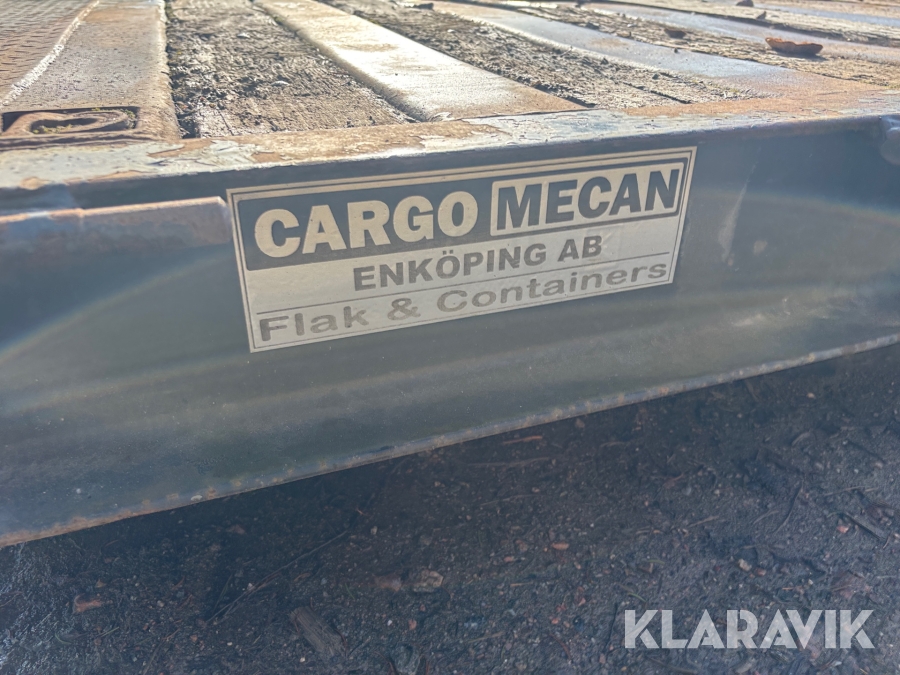 CARGO MECAN
ENKÖPING AB
Flak & Containers
KLARAVIK